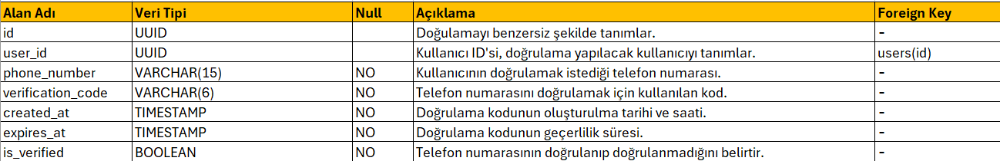 Alan Adı Veri Tipi Null Açıklama Foreign Key
id UUID Doğulamayı benzersiz şekilde tanımlar. -
user_id UUID Kullanıcı ID'si, doğrulama yapılacak kullanıcıyı tanımlar. users(id)
phone_number VARCHAR(15) NO Kullanıcının doğrulamak istediği telefon numarası. -
verification_code VARCHAR(6) NO Telefon numarasını doğrulamak için kullanılan kod. -
created_at TIMESTAMP NO Doğrulama kodunun oluşturulma tarihi ve saati. -
expires_at TIMESTAMP NO Doğrulama kodunun geçerlilik süresi. -
is_verified BOOLEAN NO Telefon numarasının doğrulanıp doğrulanmadığını belirtir. -